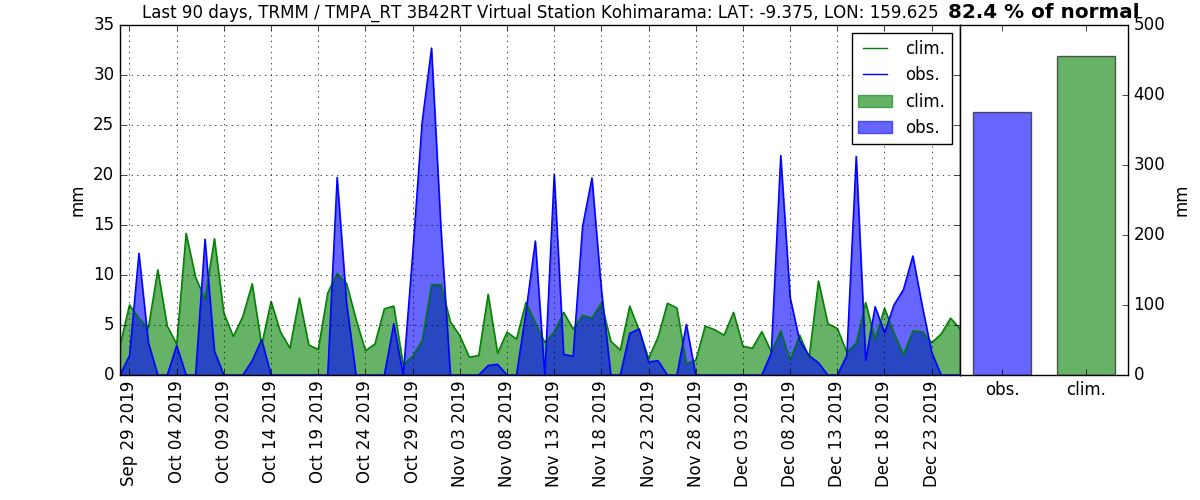 Last 90 days, TRMM / TMPA_RT 3B42RT Virtual Station Kohimarama: LAT: -9.375, LON: 159.625
82.4 % of normal
35
30
25
20
15
10
5
0
mm
clim.
obs.
clim.
obs.
Sep 29 2019
Oct 04 2019
Oct 09 2019
Oct 14 2019
Oct 19 2019
Oct 24 2019
Oct 29 2019
Nov 03 2019
Nov 08 2019
Nov 13 2019
Nov 18 2019
Nov 23 2019
Nov 28 2019
Dec 03 2019
Dec 08 2019
Dec 13 2019
Dec 18 2019
Dec 23 2019
500
400
300
200
100
0
mm
obs.
clim.